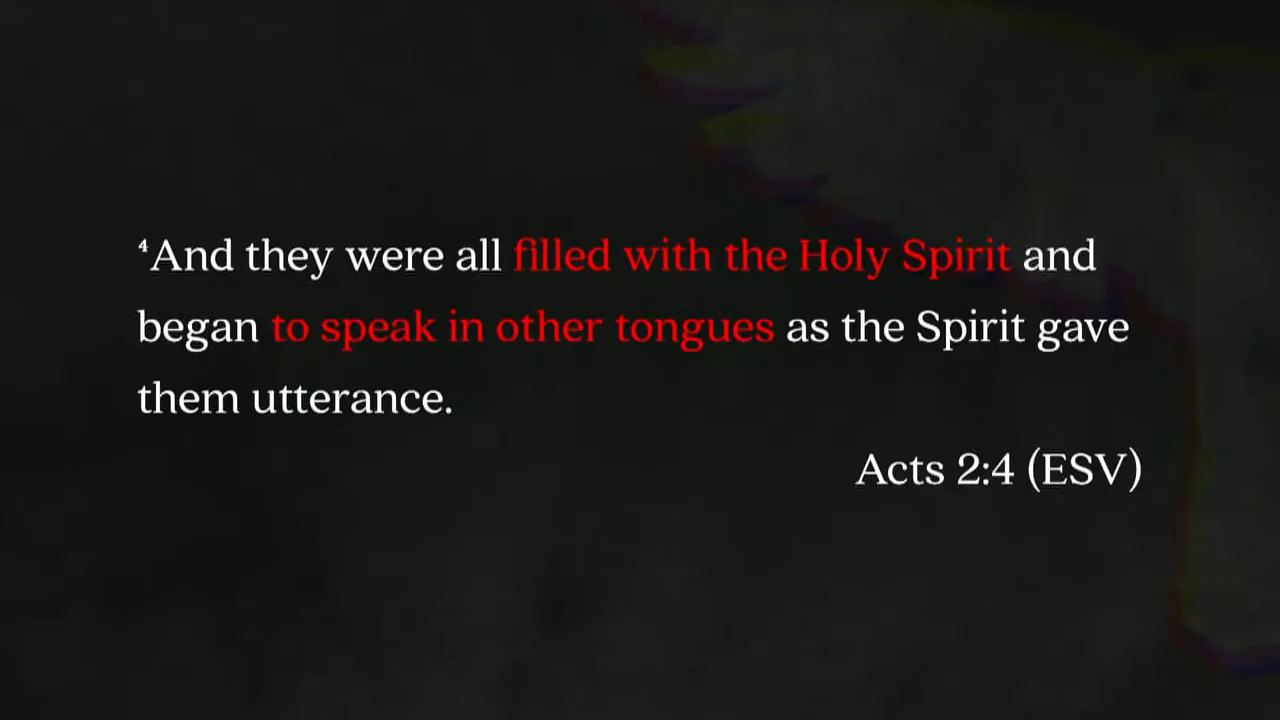 ⁴And they were all filled with the Holy Spirit and
began to speak in other tongues as the Spirit gave
them utterance.
Acts 2:4 (ESV)